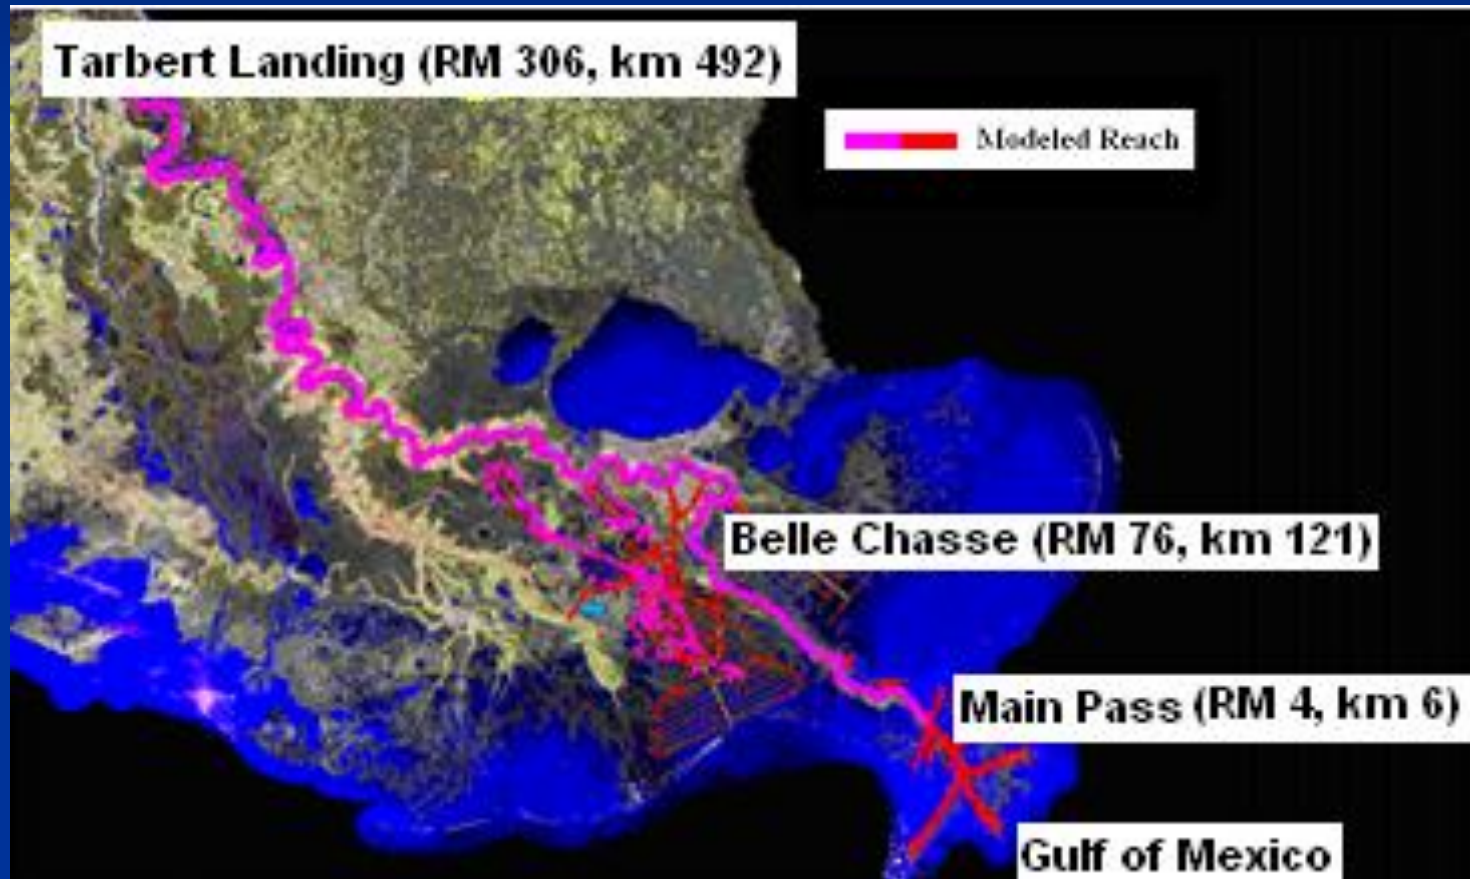 Tarbert Landing (RM 306, km 492)
Modeled Reach
Belle Chasse (RM 76, km 121)
Main Pass (RM 4, km 6)
Gulf of Mexico